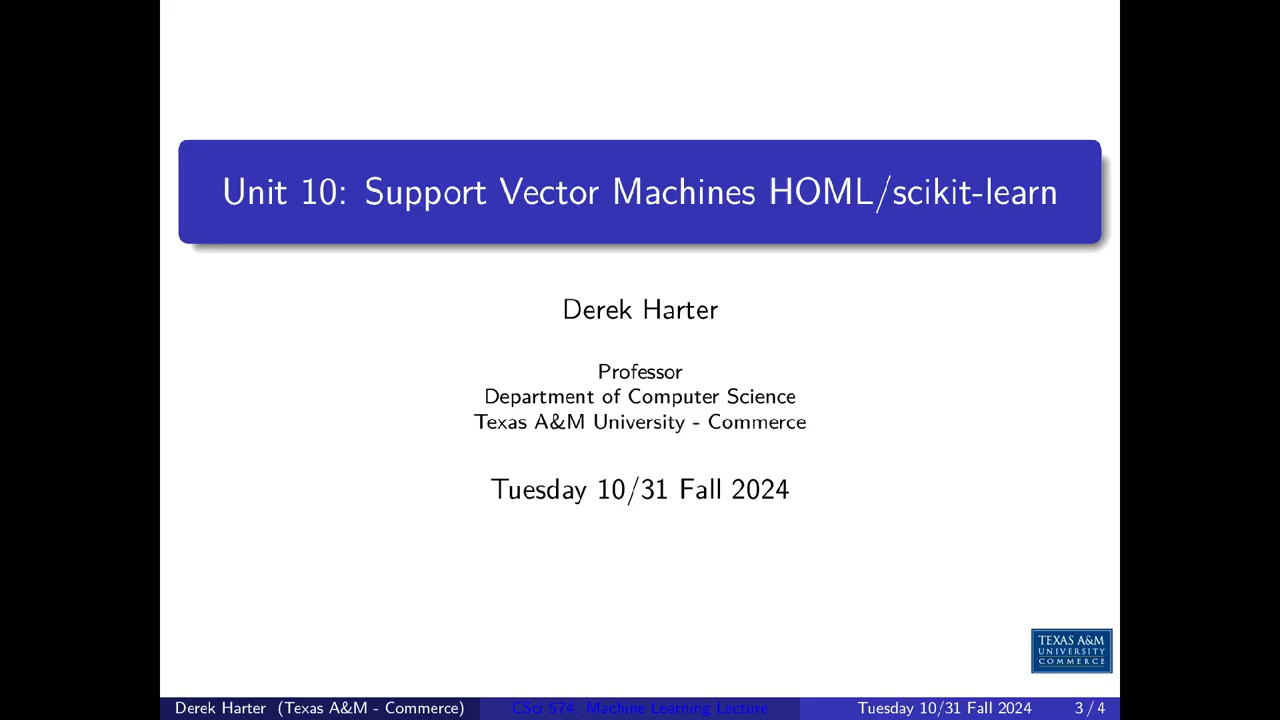 Unit 10: Support Vector Machines HOML/scikit-learn
Derek Harter
Professor
Department of Computer Science
Texas A&M University - Commerce
Tuesday 10/31 Fall 2024
TEXAS A&M
UNIVERSITY
COMMERCE
Derek Harter (Texas A&M - Commerce) CSci 574: Machine Learning Lecture Tuesday 10/31 Fall 2024 3 / 4